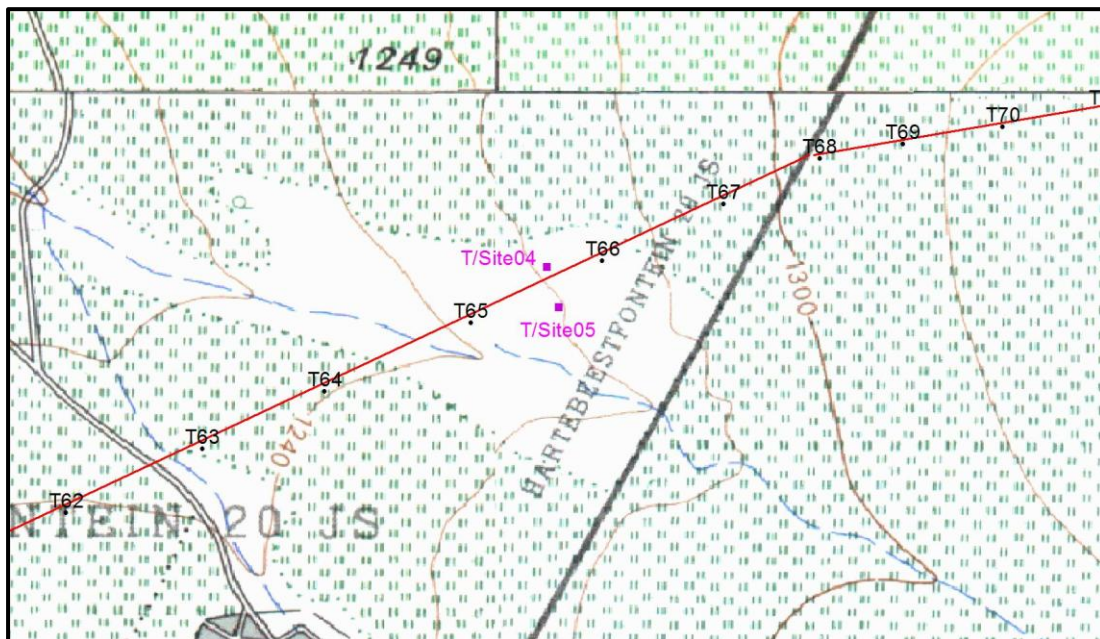 1249
T
T70
T69
T68
HARTEBEESTFONTEIN 20 JS
T67
T66
T/Site04
1300
T65
T/Site05
T64
1240
T63
T62
NTEIN 20 JS